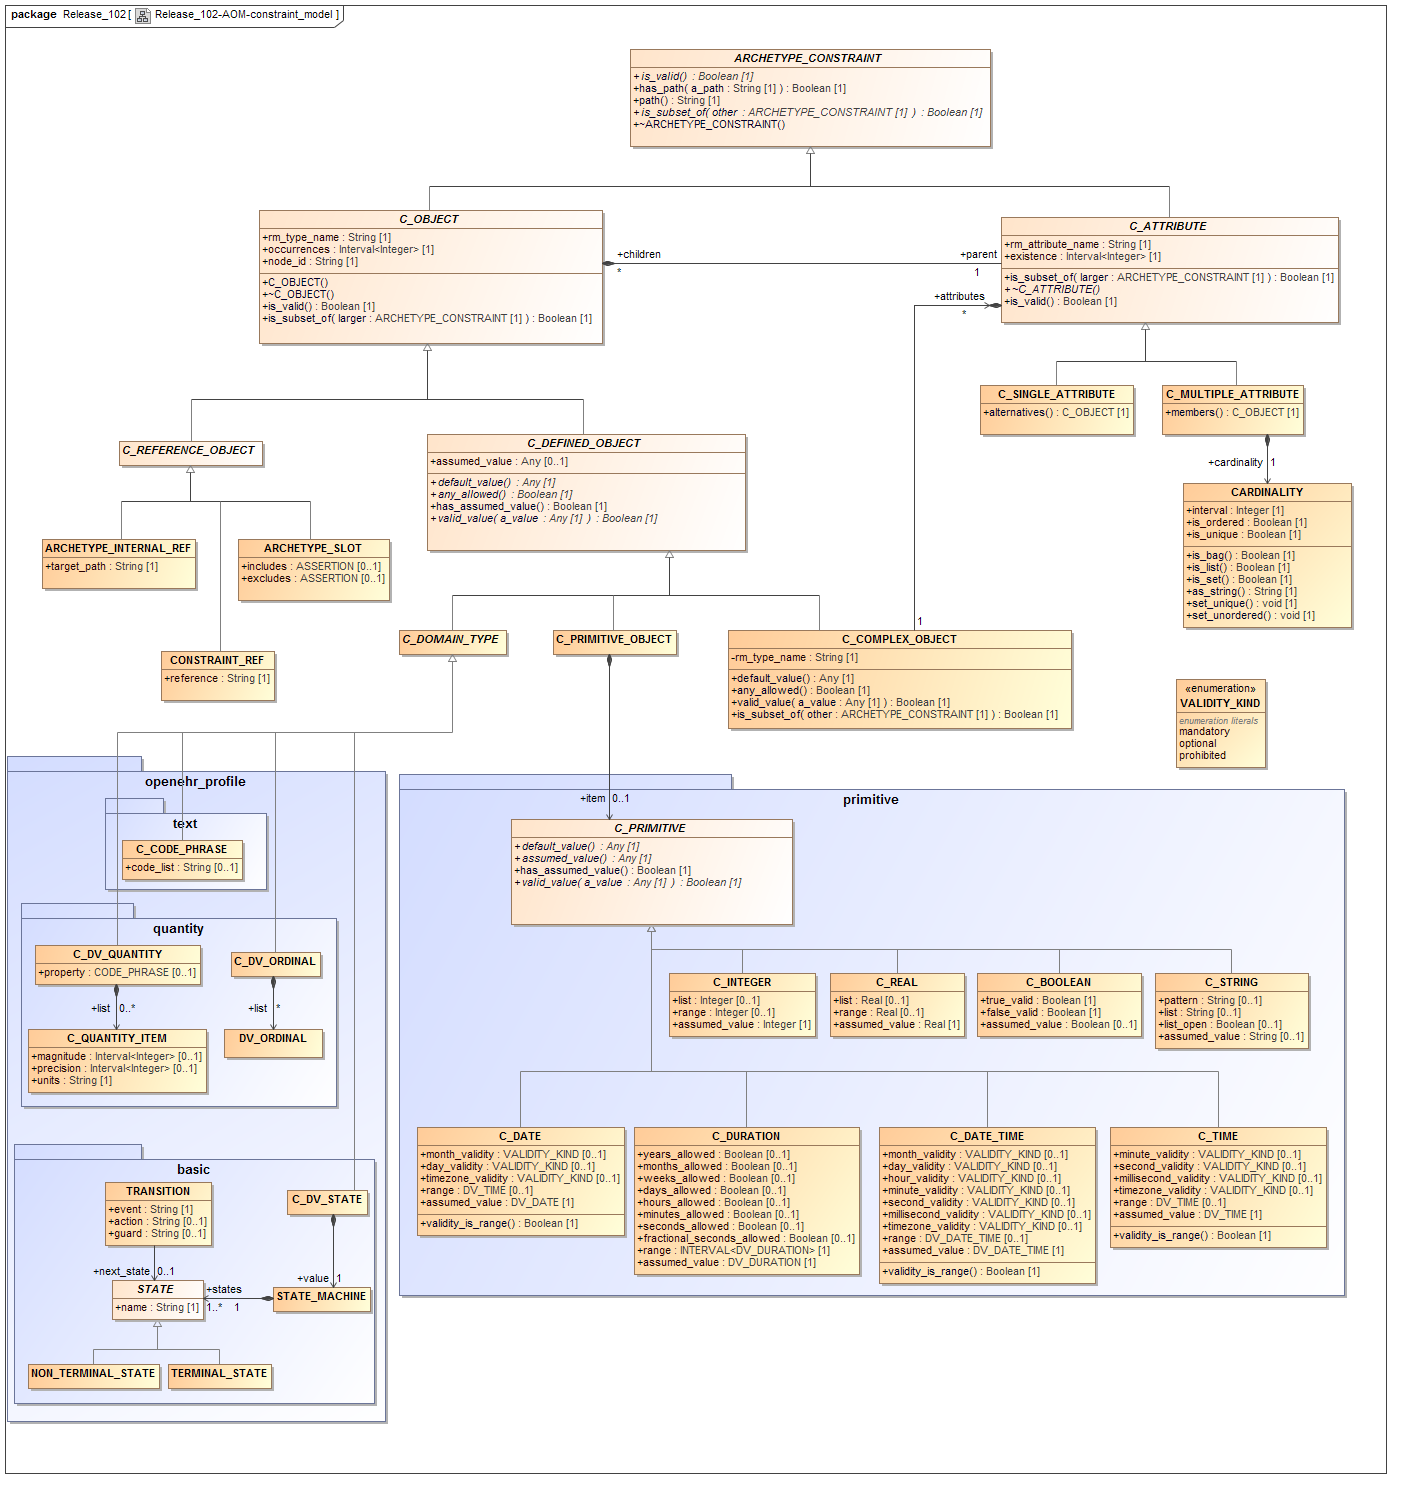 package Release_102 [ Release_102-AOM-constraint_model ]
ARCHETYPE_CONSTRAINT
+ is_valid() : Boolean [1]
+has_path( a_path : String [1] ) : Boolean [1]
+path() : String [1]
+ is_subset_of( other : ARCHETYPE_CONSTRAINT [1] ) : Boolean [1]
+~ARCHETYPE_CONSTRAINT()
C_OBJECT
+rm_type_name : String [1]
+occurrences : Interval<Integer> [1]
+node_id : String [1]
+C_OBJECT()
+~C_OBJECT()
+is_valid() : Boolean [1]
+is_subset_of( larger : ARCHETYPE_CONSTRAINT [1] ) : Boolean [1]
+children
*
+parent
1
C_ATTRIBUTE
+rm_attribute_name : String [1]
+existence : Interval<Integer> [1]
+is_subset_of( larger : ARCHETYPE_CONSTRAINT [1] ) : Boolean [1]
+ ~C_ATTRIBUTE()
+is_valid() : Boolean [1]
+attributes
*
C_SINGLE_ATTRIBUTE
+alternatives() : C_OBJECT [1]
C_MULTIPLE_ATTRIBUTE
+members() : C_OBJECT [1]
+cardinality 1
CARDINALITY
+interval : Integer [1]
+is_ordered : Boolean [1]
+is_unique : Boolean [1]
+is_bag() : Boolean [1]
+is_list() : Boolean [1]
+is_set() : Boolean [1]
+as_string() : String [1]
+set_unique() : void [1]
+set_unordered() : void [1]
C_REFERENCE_OBJECT
C_DEFINED_OBJECT
+assumed_value : Any [0..1]
+ default_value() : Any [1]
+ any_allowed() : Boolean [1]
+has_assumed_value() : Boolean [1]
+ valid_value( a_value : Any [1] ) : Boolean [1]
ARCHETYPE_INTERNAL_REF
+target_path : String [1]
ARCHETYPE_SLOT
+includes : ASSERTION [0..1]
+excludes : ASSERTION [0..1]
CONSTRAINT_REF
+reference : String [1]
C_DOMAIN_TYPE
C_PRIMITIVE_OBJECT
1
C_COMPLEX_OBJECT
-rm_type_name : String [1]
+default_value() : Any [1]
+any_allowed() : Boolean [1]
+valid_value( a_value : Any [1] ) : Boolean [1]
+is_subset_of( other : ARCHETYPE_CONSTRAINT [1] ) : Boolean [1]
«enumeration»
VALIDITY_KIND
enumeration literals
mandatory
optional
prohibited
openehr_profile
text
C_CODE_PHRASE
+code_list : String [0..1]
quantity
C_DV_QUANTITY
+property : CODE_PHRASE [0..1]
+list 0..*
C_QUANTITY_ITEM
+magnitude : Interval<Integer> [0..1]
+precision : Interval<Integer> [0..1]
+units : String [1]
C_DV_ORDINAL
+list *
DV_ORDINAL
basic
TRANSITION
+event : String [1]
+action : String [0..1]
+guard : String [0..1]
+next_state 0..1
STATE
+name : String [1]
C_DV_STATE
+value 1
STATE_MACHINE
+states
1..* 1
NON_TERMINAL_STATE
TERMINAL_STATE
primitive
+item 0..1
C_PRIMITIVE
+ default_value() : Any [1]
+ assumed_value() : Any [1]
+has_assumed_value() : Boolean [1]
+ valid_value( a_value : Any [1] ) : Boolean [1]
C_INTEGER
+list : Integer [0..1]
+range : Integer [0..1]
+assumed_value : Integer [1]
C_REAL
+list : Real [0..1]
+range : Real [0..1]
+assumed_value : Real [1]
C_BOOLEAN
+true_valid : Boolean [1]
+false_valid : Boolean [1]
+assumed_value : Boolean [0..1]
C_STRING
+pattern : String [0..1]
+list : String [0..1]
+list_open : Boolean [0..1]
+assumed_value : String [0..1]
C_DATE
+month_validity : VALIDITY_KIND [0..1]
+day_validity : VALIDITY_KIND [0..1]
+timezone_validity : VALIDITY_KIND [0..1]
+range : DV_TIME [0..1]
+assumed_value : DV_DATE [1]
+validity_is_range() : Boolean [1]
C_DURATION
+years_allowed : Boolean [0..1]
+months_allowed : Boolean [0..1]
+weeks_allowed : Boolean [0..1]
+days_allowed : Boolean [0..1]
+hours_allowed : Boolean [0..1]
+minutes_allowed : Boolean [0..1]
+seconds_allowed : Boolean [0..1]
+fractional_seconds_allowed : Boolean [0..1]
+range : INTERVAL<DV_DURATION> [1]
+assumed_value : DV_DURATION [1]
C_DATE_TIME
+month_validity : VALIDITY_KIND [0..1]
+day_validity : VALIDITY_KIND [0..1]
+hour_validity : VALIDITY_KIND [0..1]
+minute_validity : VALIDITY_KIND [0..1]
+second_validity : VALIDITY_KIND [0..1]
+millisecond_validity : VALIDITY_KIND [0..1]
+timezone_validity : VALIDITY_KIND [0..1]
+range : DV_DATE_TIME [0..1]
+assumed_value : DV_DATE_TIME [1]
+validity_is_range() : Boolean [1]
C_TIME
+minute_validity : VALIDITY_KIND [0..1]
+second_validity : VALIDITY_KIND [0..1]
+millisecond_validity : VALIDITY_KIND [0..1]
+timezone_validity : VALIDITY_KIND [0..1]
+range : DV_TIME [0..1]
+assumed_value : DV_TIME [1]
+validity_is_range() : Boolean [1]